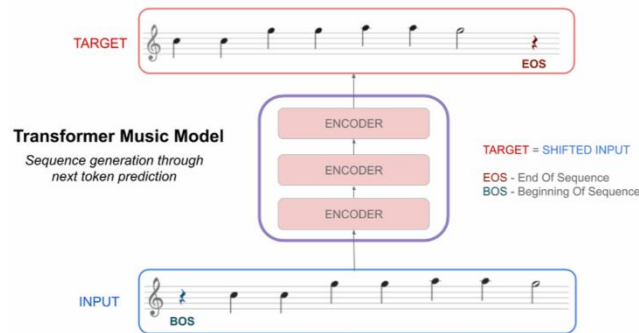 TARGET
EOS
ENCODER
Transformer Music Model
Sequence generation through
next token prediction
ENCODER
ENCODER
TARGET = SHIFTED INPUT
EOS - End Of Sequence
BOS - Beginning Of Sequence
INPUT
BOS